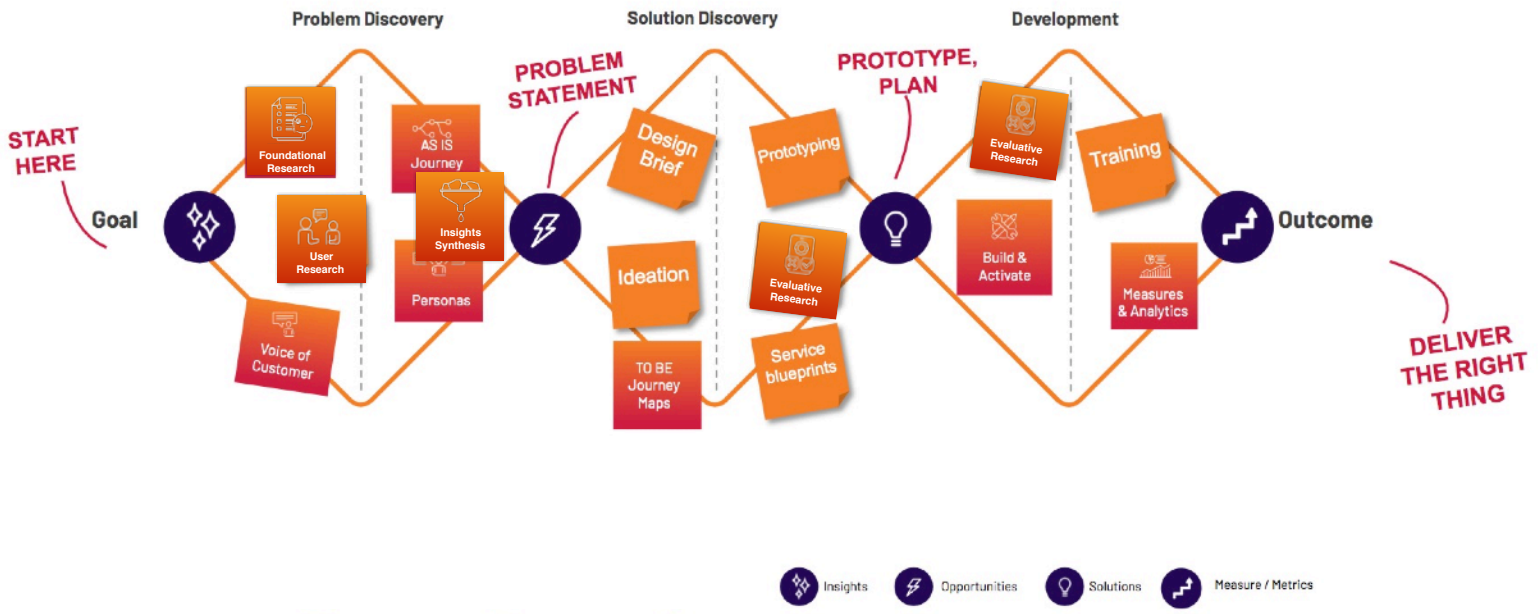 Problem Discovery
Solution Discovery
Development
START
HERE
Goal
Foundational
Research
User
Research
Voice of
Customer
AS IS
Journey
Insights
Synthesis
Personas
PROBLEM
STATEMENT
Design
Brief
Ideation
TO BE
Journey
Maps
Prototyping
Evaluative
Research
Service
blueprints
PROTOTYPE,
PLAN
Evaluative
Research
Build &
Activate
Training
Measures
& Analytics
Outcome
DELIVER
THE RIGHT
THING
Insights
Opportunities
Solutions
Measure / Metrics